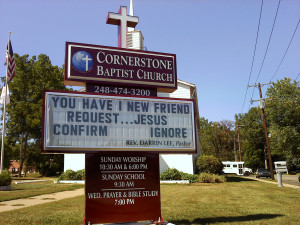 CORNERSTONE
BAPTIST CHURCH
248-474-3200
YOU HAVE 1 NEW FRIEND
REQUEST...JESUS
CONFIRM IGNORE
REV. DARRIN LEE, Pastor
SUNDAY WORSHIP
10:30 AM & 6:00 PM
SUNDAY SCHOOL
9:30 AM
WED. PRAYER & BIBLE STUDY
7:00 PM